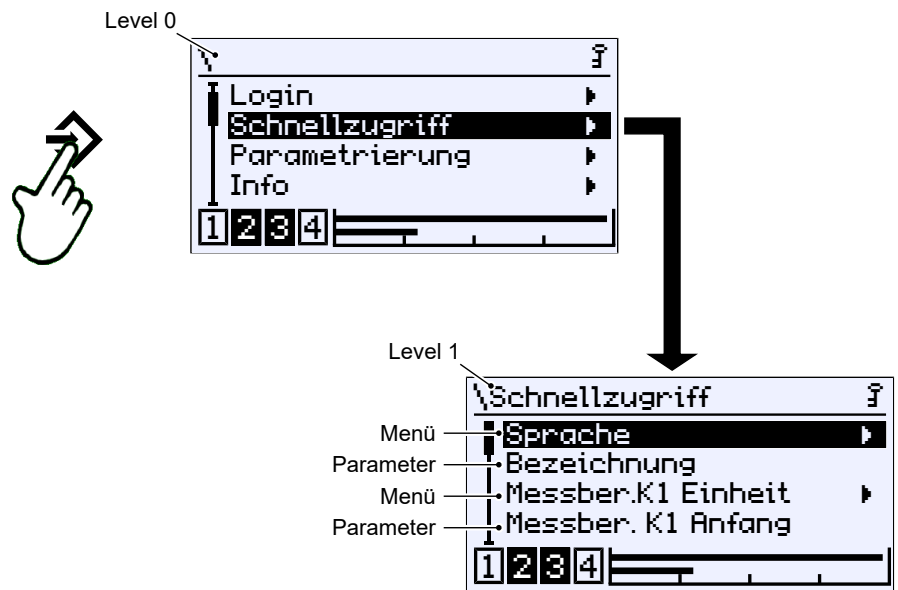 Level 0
\
Login
Schnellzugriff
Parametrierung
Info
1 2 3 4
Level 1
\Schnellzugriff
Menü Sprache
Parameter Bezeichnung
Menü Messber.K1 Einheit
Parameter Messber. K1 Anfang
1 2 3 4